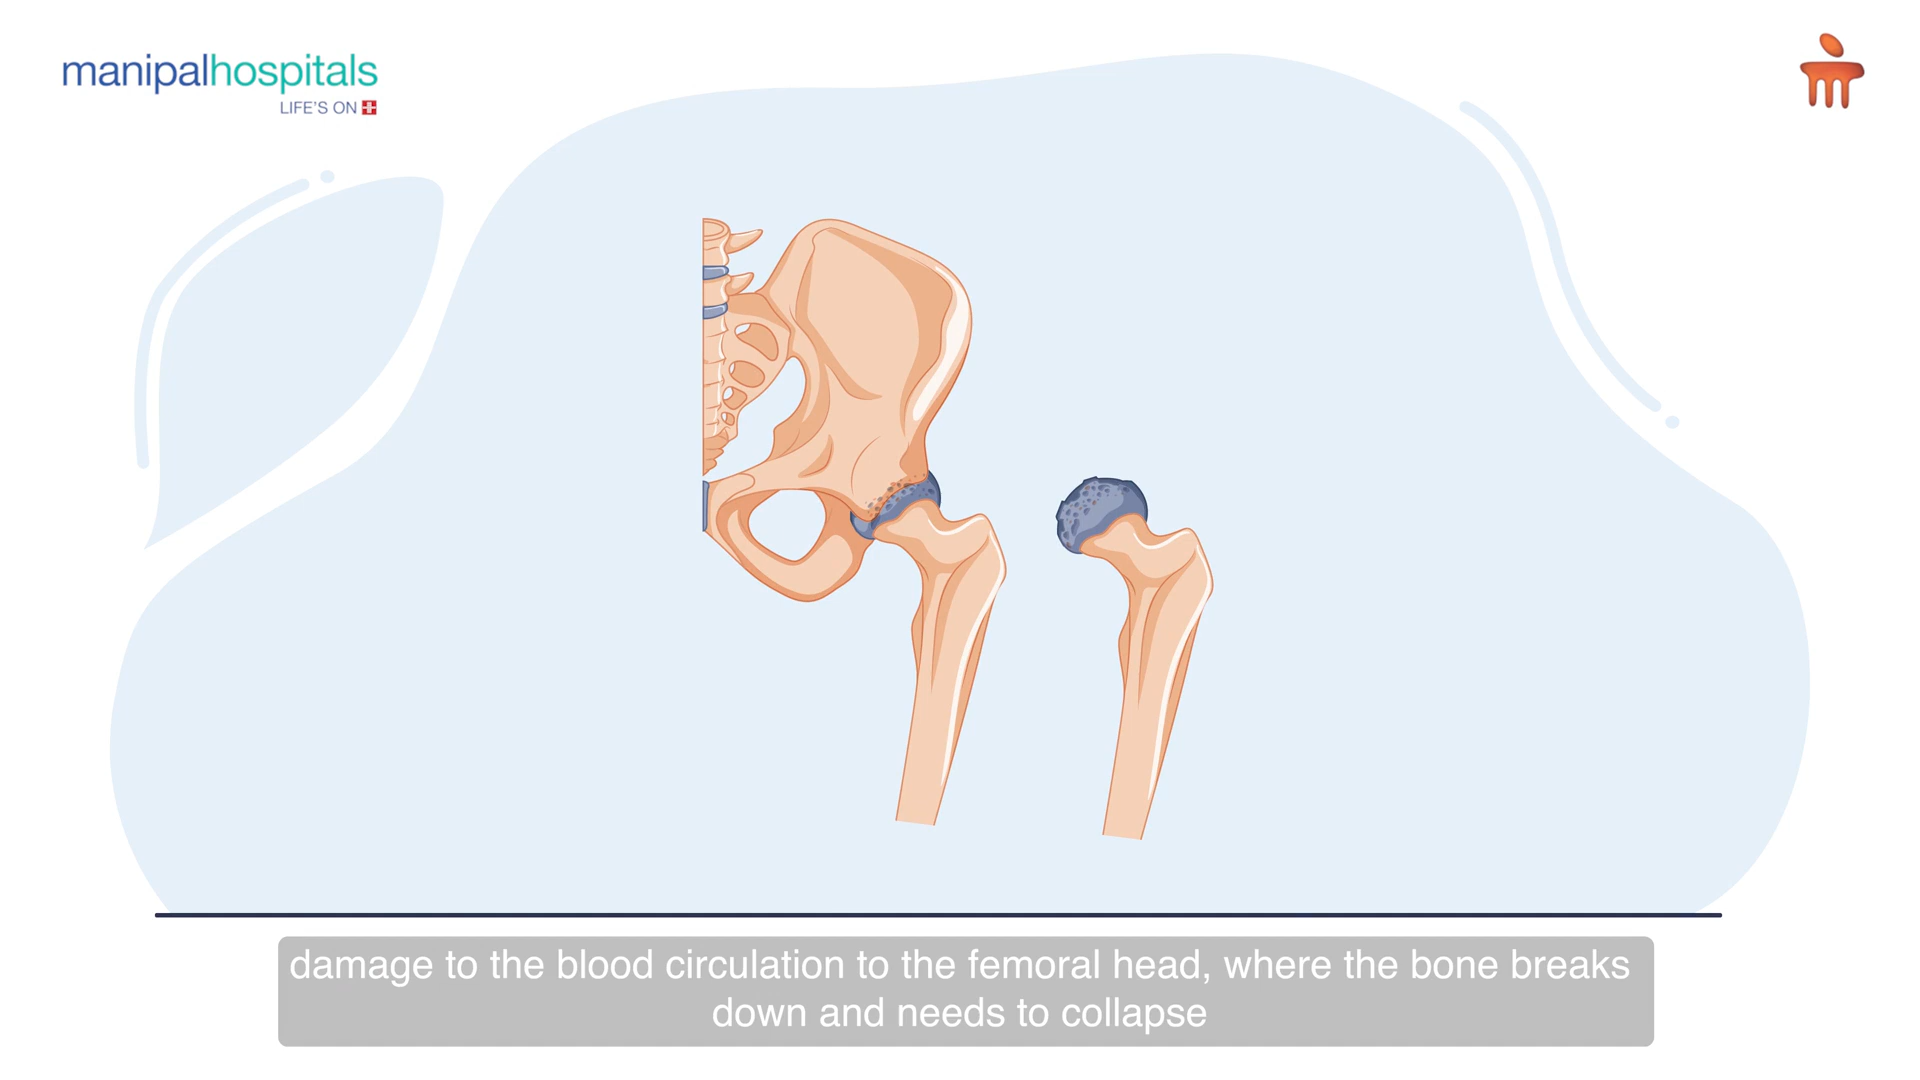 manipalhospitals
LIFE'S ON
damage to the blood circulation to the femoral head, where the bone breaks
down and needs to collapse